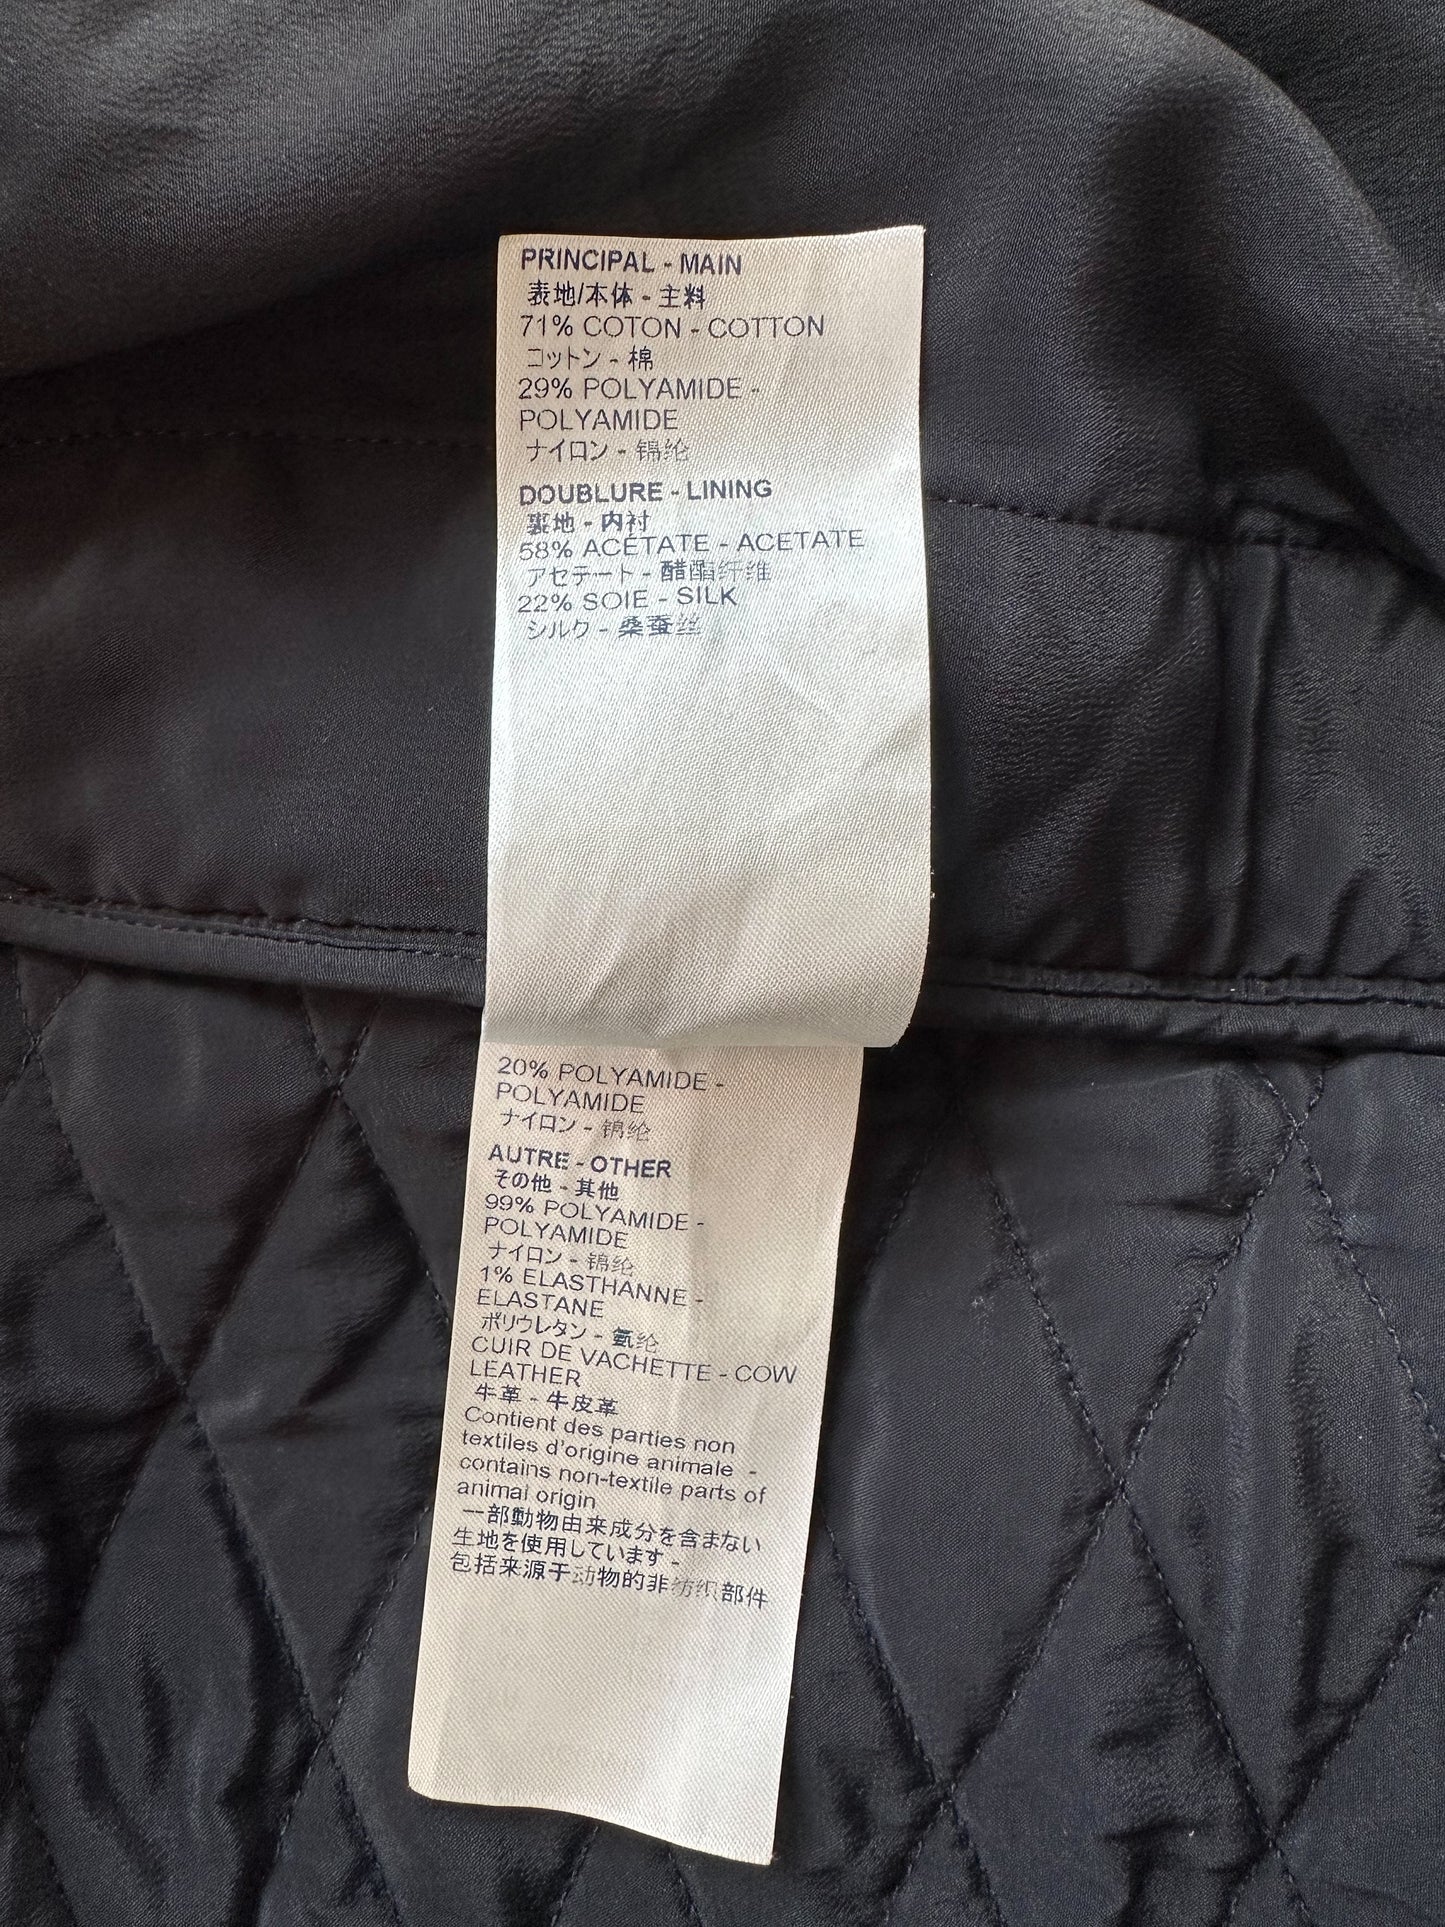 PRINCIPAL - MAIN
表地/本体 - 主料
71% COTON - COTTON
コットン - 棉
29% POLYAMIDE -
POLYAMIDE
ナイロン - 锦纶
DOUBLURE - LINING
裏地 - 内衬
58% ACÉTATE - ACETATE
アセテート - 醋酯纤维
22% SOIE - SILK
シルク - 桑蚕丝
20% POLYAMIDE -
POLYAMIDE
ナイロン - 锦纶
AUTRE - OTHER
その他 - 其他
99% POLYAMIDE -
POLYAMIDE
ナイロン - 锦纶
1% ELASTHANNE -
ELASTANE
ポリウレタン - 氨纶
CUIR DE VACHETTE - COW
LEATHER
牛革 - 牛皮革
Contient des parties non
textiles d'origine animale -
contains non-textile parts of
animal origin
一部動物由来成分を含まない
生地を使用しています -
包括来源于动物的非纺织部件